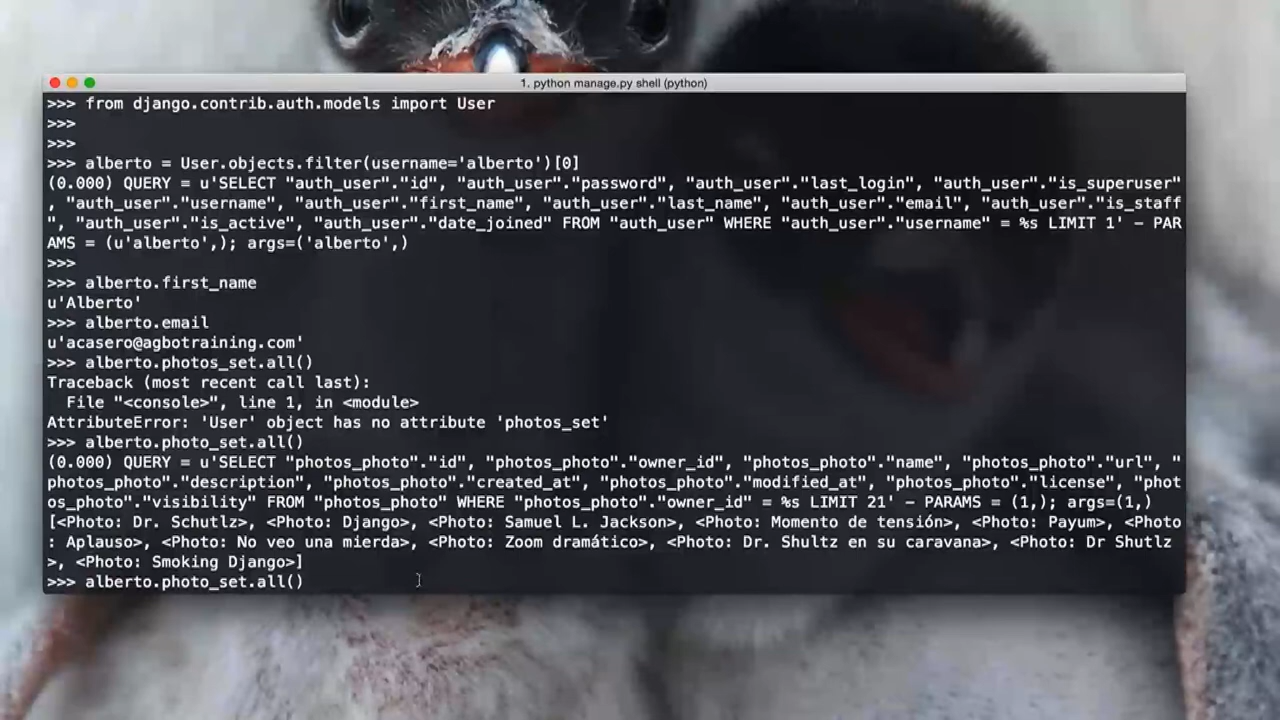 1. python manage.py shell (python)
>>> from django.contrib.auth.models import User
>>>
>>>
>>> alberto = User.objects.filter(username='alberto')[0]
(0.000) QUERY = u'SELECT "auth_user"."id", "auth_user"."password", "auth_user"."last_login", "auth_user"."is_superuser"
, "auth_user"."username", "auth_user"."first_name", "auth_user"."last_name", "auth_user"."email", "auth_user"."is_staff
", "auth_user"."is_active", "auth_user"."date_joined" FROM "auth_user" WHERE "auth_user"."username" = %s LIMIT 1' - PAR
AMS = (u'alberto',); args=('alberto',)
>>>
>>> alberto.first_name
u'Alberto'
>>> alberto.email
u'acasero@agbotraining.com'
>>> alberto.photos_set.all()
Traceback (most recent call last):
  File "<console>", line 1, in <module>
AttributeError: 'User' object has no attribute 'photos_set'
>>> alberto.photo_set.all()
(0.000) QUERY = u'SELECT "photos_photo"."id", "photos_photo"."owner_id", "photos_photo"."name", "photos_photo"."url", "
photos_photo"."description", "photos_photo"."created_at", "photos_photo"."modified_at", "photos_photo"."license", "phot
os_photo"."visibility" FROM "photos_photo" WHERE "photos_photo"."owner_id" = %s LIMIT 21' - PARAMS = (1,); args=(1,)
[<Photo: Dr. Schutlz>, <Photo: Django>, <Photo: Samuel L. Jackson>, <Photo: Momento de tensión>, <Photo: Payum>, <Photo
: Aplauso>, <Photo: No veo una mierda>, <Photo: Zoom dramático>, <Photo: Dr. Shultz en su caravana>, <Photo: Dr Shutlz
>, <Photo: Smoking Django>]
>>> alberto.photo_set.all()